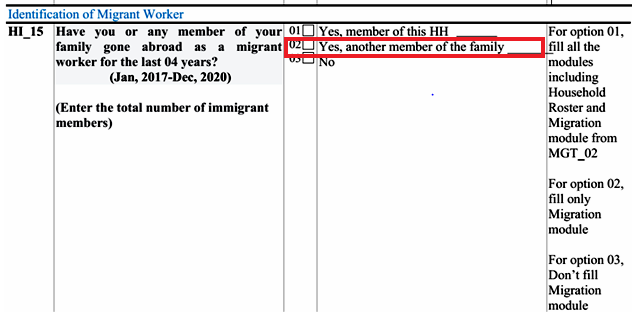 Identification of Migrant Worker
HI_15 Have you or any member of your family gone abroad as a migrant worker for the last 04 years?
(Jan, 2017-Dec, 2020)
(Enter the total number of immigrant members)
01 Yes, member of this HH ______
02 Yes, another member of the family ______
03 No
For option 01,
fill all the
modules
including
Household
Roster and
Migration
module from
MGT_02
For option 02,
fill only
Migration
module
For option 03,
Don't fill
Migration
module